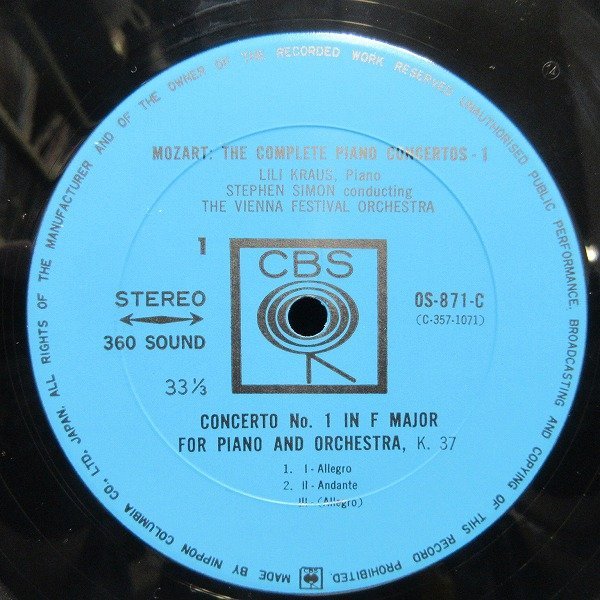 ALL RIGHTS OF THE MANUFACTURER AND OF THE OWNER OF THE RECORDED WORK RESERVED. UNAUTHORISED PUBLIC PERFORMANCE, BROADCASTING AND COPYING OF THIS RECORD PROHIBITED.
MOZART: THE COMPLETE PIANO CONCERTOS - 1
LILI KRAUS, Piano
STEPHEN SIMON conducting
THE VIENNA FESTIVAL ORCHESTRA
1
CBS
STEREO
360 SOUND
33⅓
OS-871-C
(C-357-1071)
CONCERTO No. 1 IN F MAJOR
FOR PIANO AND ORCHESTRA, K. 37
1. I - Allegro
2. II - Andante
III - (Allegro)
CBS
MADE BY NIPPON COLUMBIA CO., LTD. JAPAN.